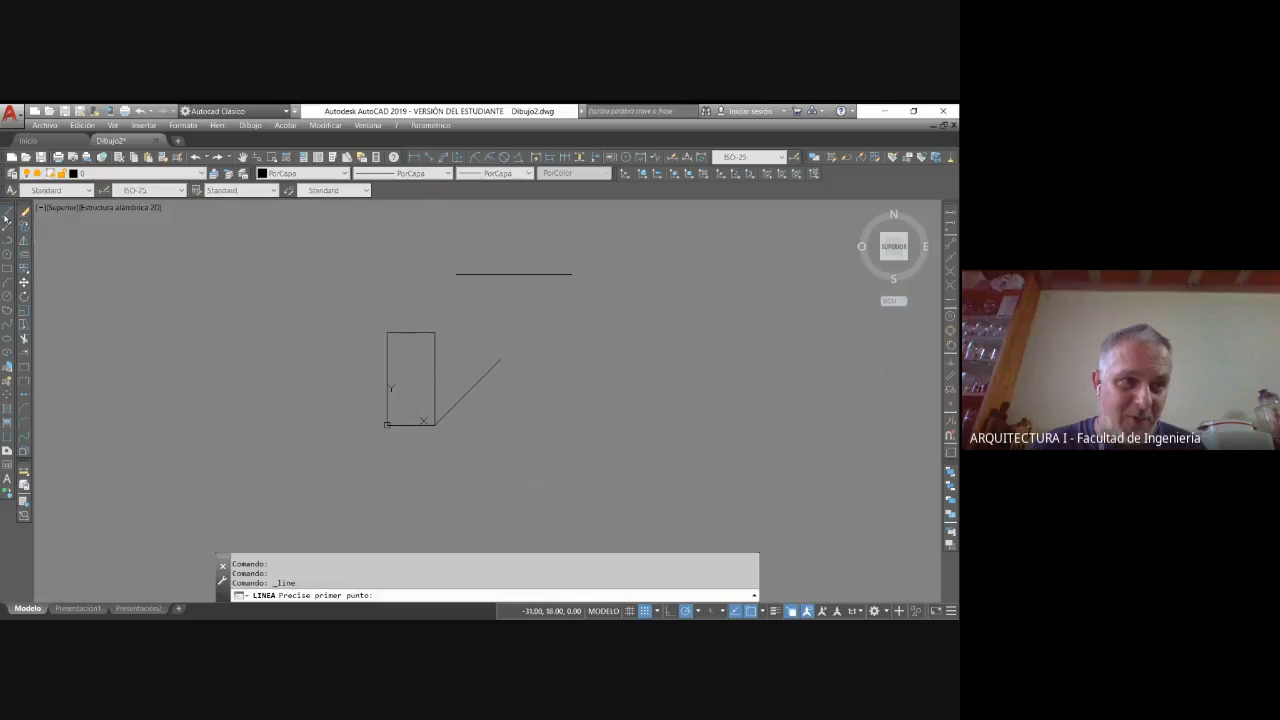 Autocad Clásico
Autodesk AutoCAD 2019 - VERSIÓN DEL ESTUDIANTE Dibujo2.dwg
Escriba palabra clave o frase
Iniciar sesión
Archivo Edición Ver Insertar Formato Herr. Dibujo Acotar Modificar Ventana ? Paramétrico
Inicio Dibujo2*
ISO-25
0 PorCapa PorCapa PorCapa PorColor
Standard ISO-25 Standard Standard
[−][Superior][Estructura alámbrica 2D]
N
O SUPERIOR E
S
SCU
Y
X
Comando:
Comando:
Comando: _line
LINEA Precise primer punto:
Modelo Presentación1 Presentación2 +
-31.00, 18.00, 0.00 MODELO 1:1
ARQUITECTURA I - Facultad de Ingeniería